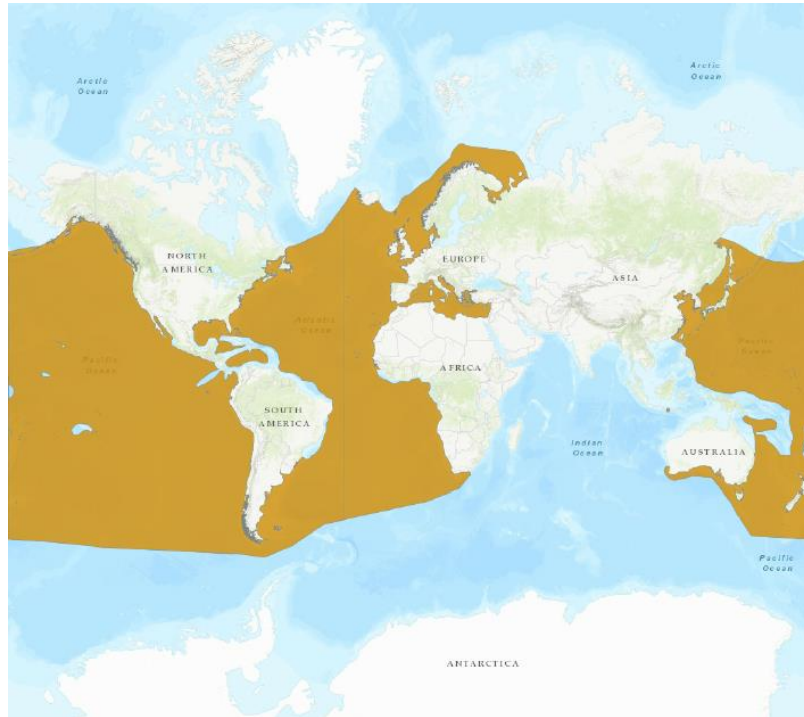 Arctic
Ocean
Arctic
Ocean
NORTH
AMERICA
EUROPE
ASIA
Atlantic
Ocean
Pacific
Ocean
Pacific
Ocean
AFRICA
SOUTH
AMERICA
Indian
Ocean
AUSTRALIA
Pacific
Ocean
ANTARCTICA